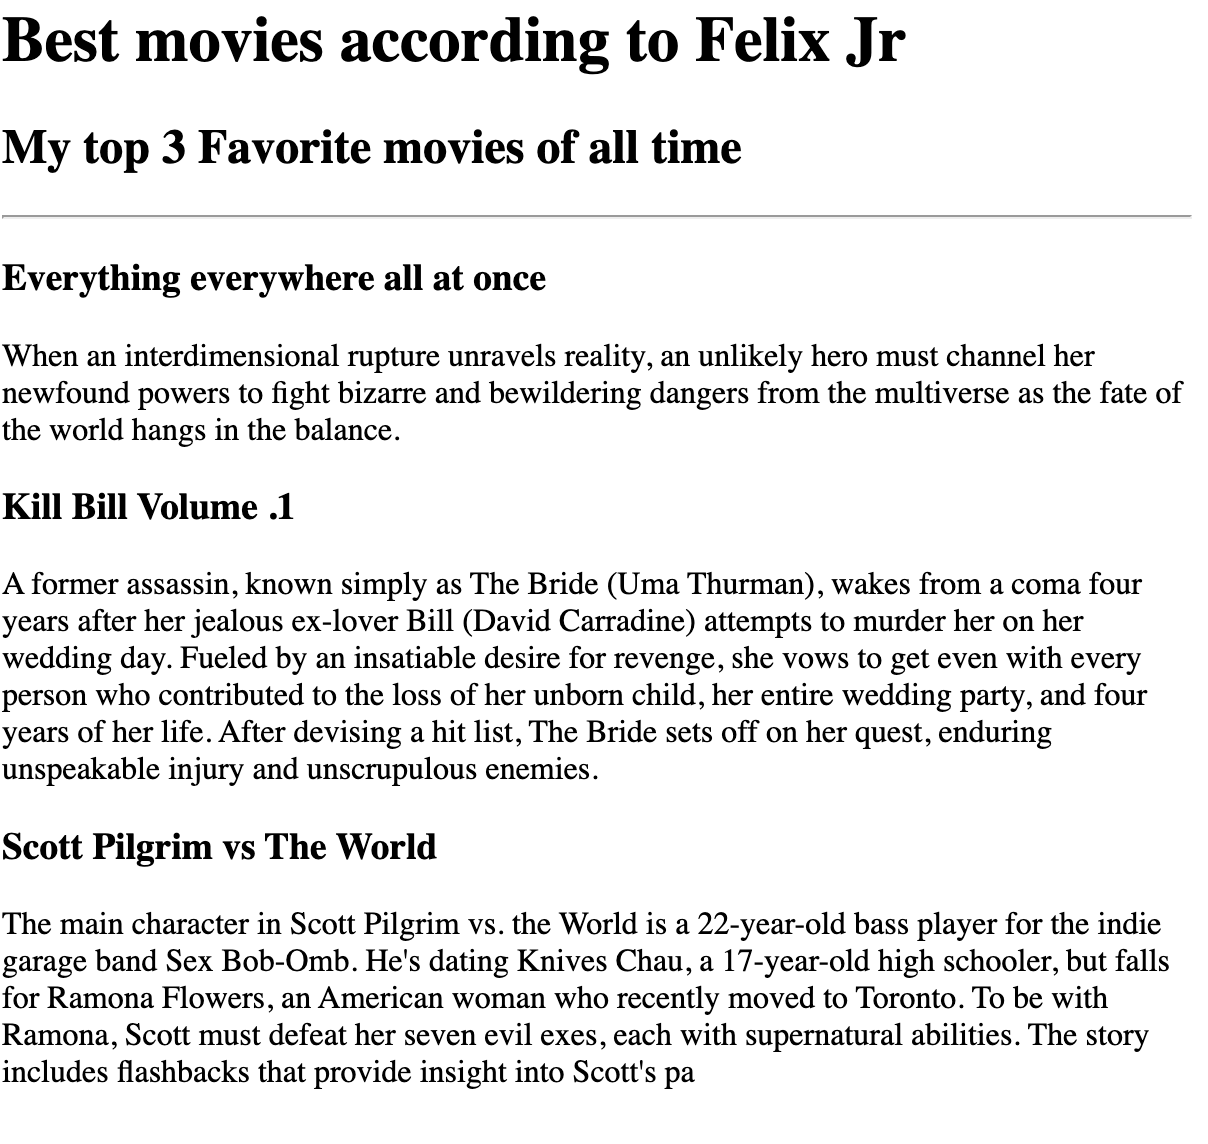 Best movies according to Felix Jr
My top 3 Favorite movies of all time
Everything everywhere all at once
When an interdimensional rupture unravels reality, an unlikely hero must channel her
newfound powers to fight bizarre and bewildering dangers from the multiverse as the fate of
the world hangs in the balance.
Kill Bill Volume .1
A former assassin, known simply as The Bride (Uma Thurman), wakes from a coma four
years after her jealous ex-lover Bill (David Carradine) attempts to murder her on her
wedding day. Fueled by an insatiable desire for revenge, she vows to get even with every
person who contributed to the loss of her unborn child, her entire wedding party, and four
years of her life. After devising a hit list, The Bride sets off on her quest, enduring
unspeakable injury and unscrupulous enemies.
Scott Pilgrim vs The World
The main character in Scott Pilgrim vs. the World is a 22-year-old bass player for the indie
garage band Sex Bob-Omb. He's dating Knives Chau, a 17-year-old high schooler, but falls
for Ramona Flowers, an American woman who recently moved to Toronto. To be with
Ramona, Scott must defeat her seven evil exes, each with supernatural abilities. The story
includes flashbacks that provide insight into Scott's pa